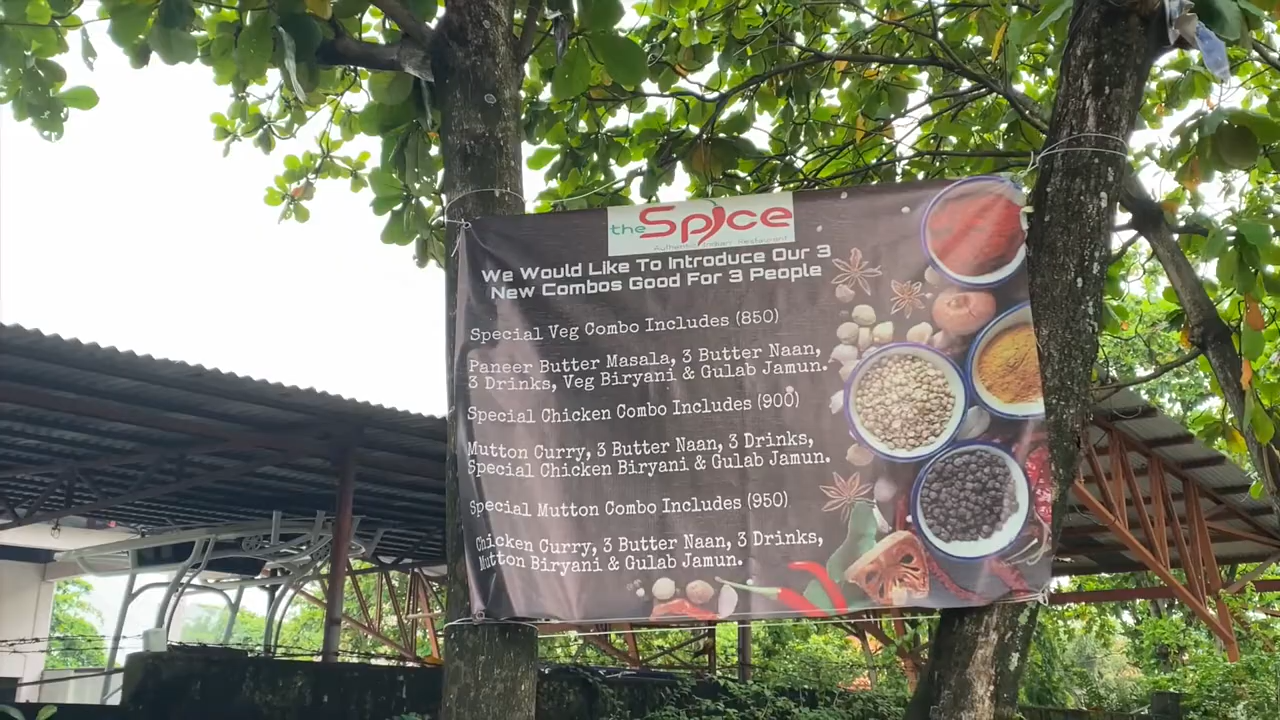 the Spice
Authentic Indian Restaurant
We Would Like To Introduce Our 3
New Combos Good For 3 People
Special Veg Combo Includes (850)
Paneer Butter Masala, 3 Butter Naan,
3 Drinks, Veg Biryani & Gulab Jamun.
Special Chicken Combo Includes (900)
Mutton Curry, 3 Butter Naan, 3 Drinks,
Special Chicken Biryani & Gulab Jamun.
Special Mutton Combo Includes (950)
Chicken Curry, 3 Butter Naan, 3 Drinks,
Mutton Biryani & Gulab Jamun.